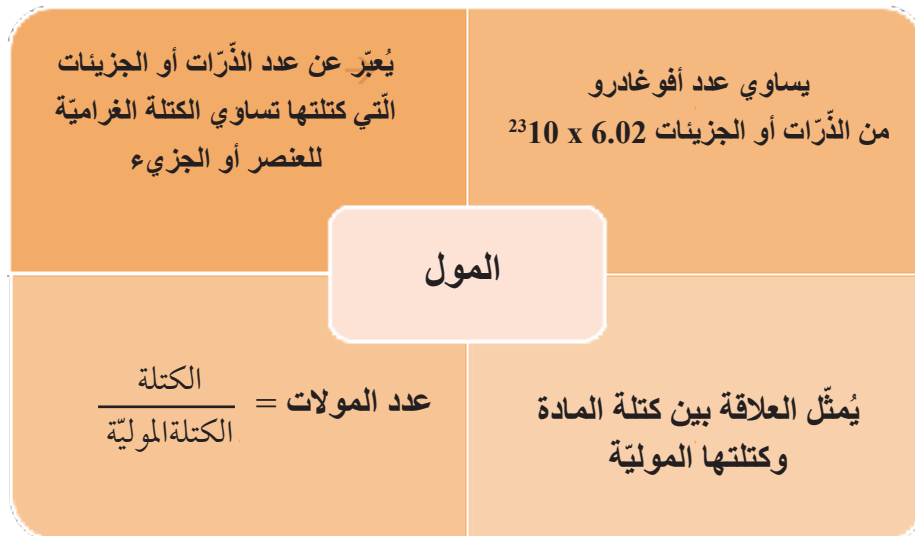 يساوي عدد أفوغادرو
من الذّرّات أو الجزيئات 6.02 x 10²³
يُعبّر عن عدد الذّرّات أو الجزيئات
الّتي كتلتها تساوي الكتلة الغراميّة
للعنصر أو الجزيء
المول
يُمثّل العلاقة بين كتلة المادة
وكتلتها الموليّة
عدد المولات = الكتلة
الكتلةالموليّة